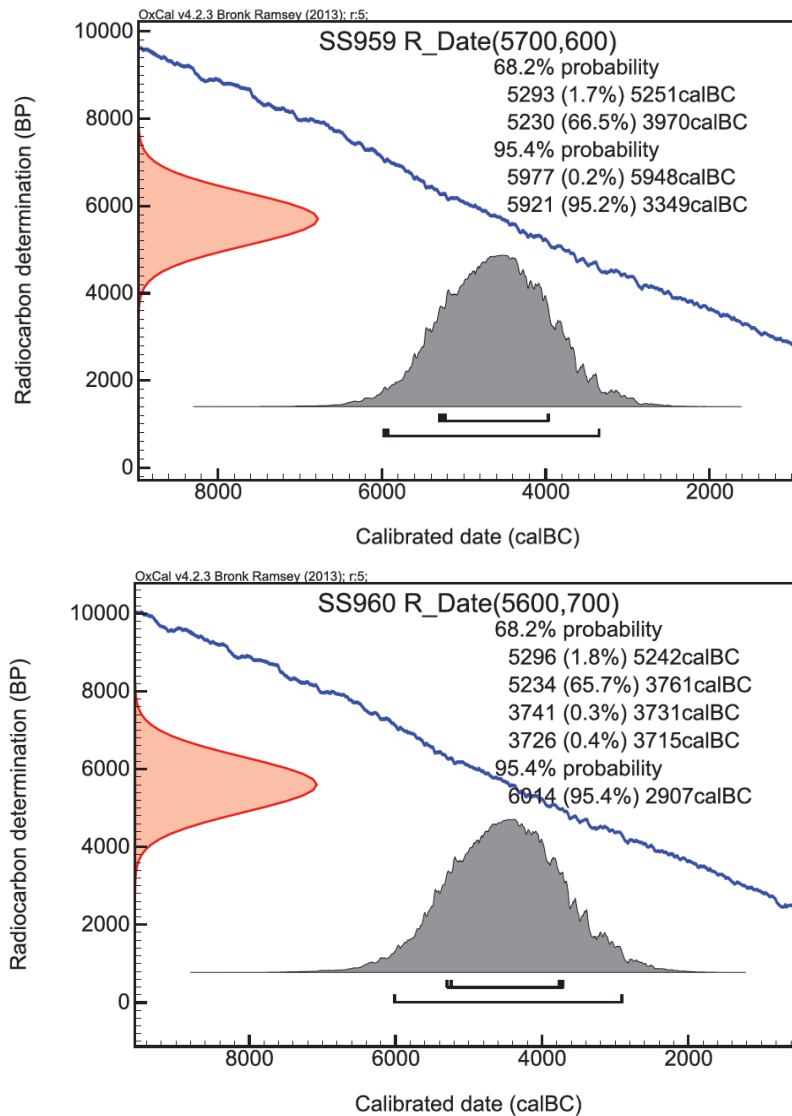 OxCal v4.2.3 Bronk Ramsey (2013); r:5;
SS959 R_Date(5700,600)
68.2% probability
5293 (1.7%) 5251calBC
5230 (66.5%) 3970calBC
95.4% probability
5977 (0.2%) 5948calBC
5921 (95.2%) 3349calBC
Radiocarbon determination (BP)
10000
8000
6000
4000
2000
0
8000 6000 4000 2000
Calibrated date (calBC)
OxCal v4.2.3 Bronk Ramsey (2013); r:5;
SS960 R_Date(5600,700)
68.2% probability
5296 (1.8%) 5242calBC
5234 (65.7%) 3761calBC
3741 (0.3%) 3731calBC
3726 (0.4%) 3715calBC
95.4% probability
6014 (95.4%) 2907calBC
Radiocarbon determination (BP)
10000
8000
6000
4000
2000
0
8000 6000 4000 2000
Calibrated date (calBC)